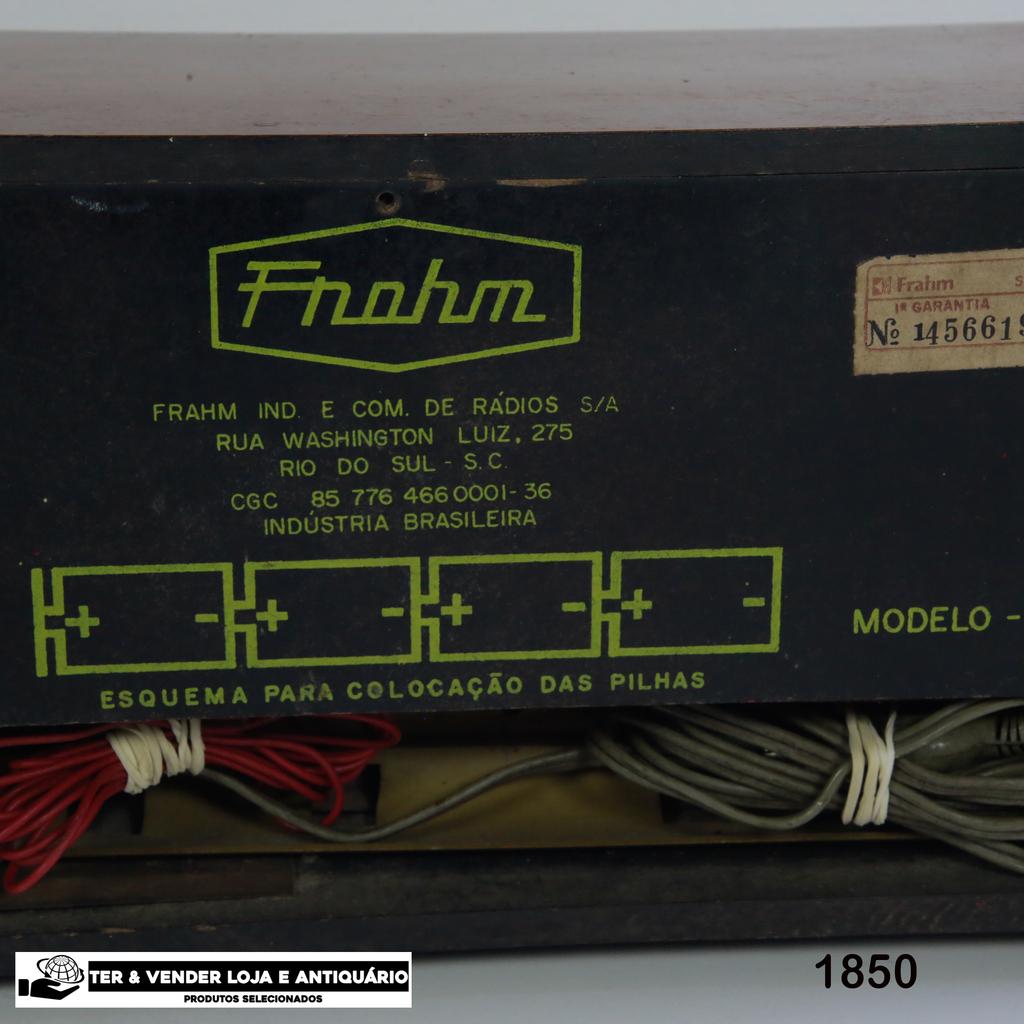 Frahm
FRAHM IND. E COM. DE RÁDIOS S/A
RUA WASHINGTON LUIZ, 275
RIO DO SUL - S.C.
CGC 85 776 466 0001-36
INDÚSTRIA BRASILEIRA
Frahm S
1ª GARANTIA
Nº 1456619
+ - + - + - + -
MODELO -
ESQUEMA PARA COLOCAÇÃO DAS PILHAS
TER & VENDER LOJA E ANTIQUÁRIO
PRODUTOS SELECIONADOS
1850